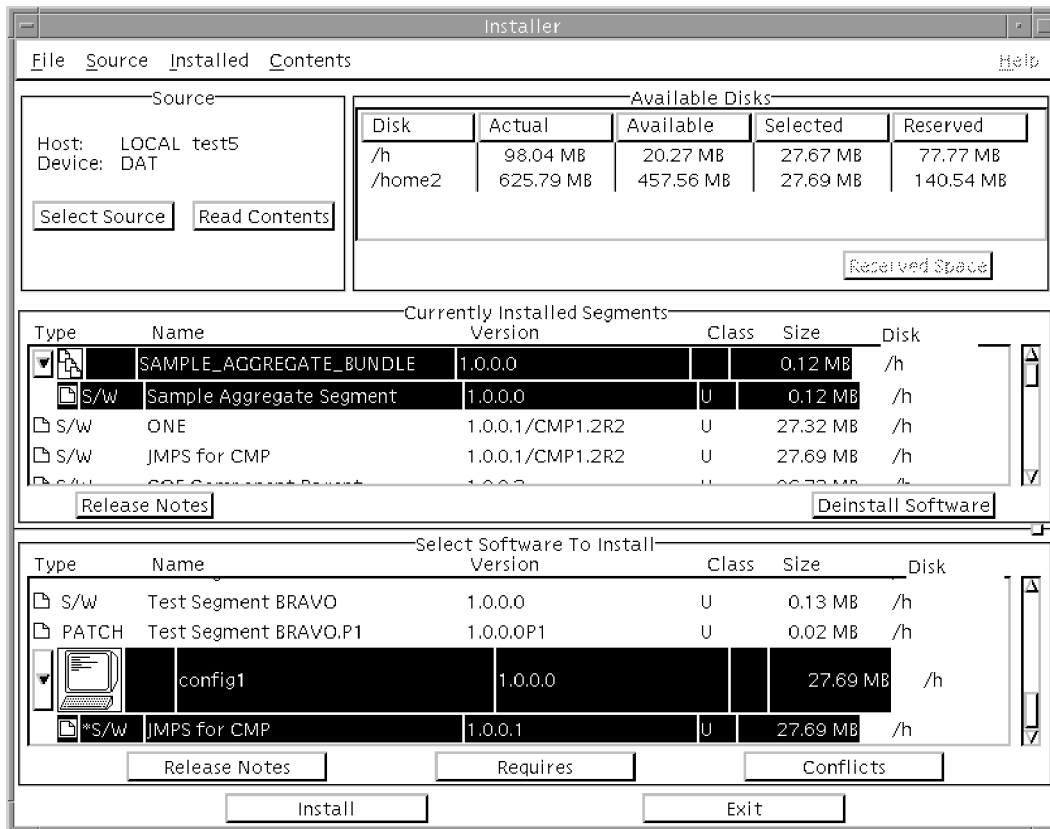 Installer
File Source Installed Contents Help
Source
Host: LOCAL test5
Device: DAT
Select Source Read Contents
Available Disks
Disk Actual Available Selected Reserved
/h 98.04 MB 20.27 MB 27.67 MB 77.77 MB
/home2 625.79 MB 457.56 MB 27.69 MB 140.54 MB
Reserved Space
Currently Installed Segments
Type Name Version Class Size Disk
SAMPLE_AGGREGATE_BUNDLE 1.0.0.0 0.12 MB /h
S/W Sample Aggregate Segment 1.0.0.0 U 0.12 MB /h
S/W ONE 1.0.0.1/CMP1.2R2 U 27.32 MB /h
S/W JMPS for CMP 1.0.0.1/CMP1.2R2 U 27.69 MB /h
Release Notes Deinstall Software
Select Software To Install
Type Name Version Class Size Disk
S/W Test Segment BRAVO 1.0.0.0 U 0.13 MB /h
PATCH Test Segment BRAVO.P1 1.0.0.0P1 U 0.02 MB /h
config1 1.0.0.0 27.69 MB /h
*S/W JMPS for CMP 1.0.0.1 U 27.69 MB /h
Release Notes Requires Conflicts
Install Exit